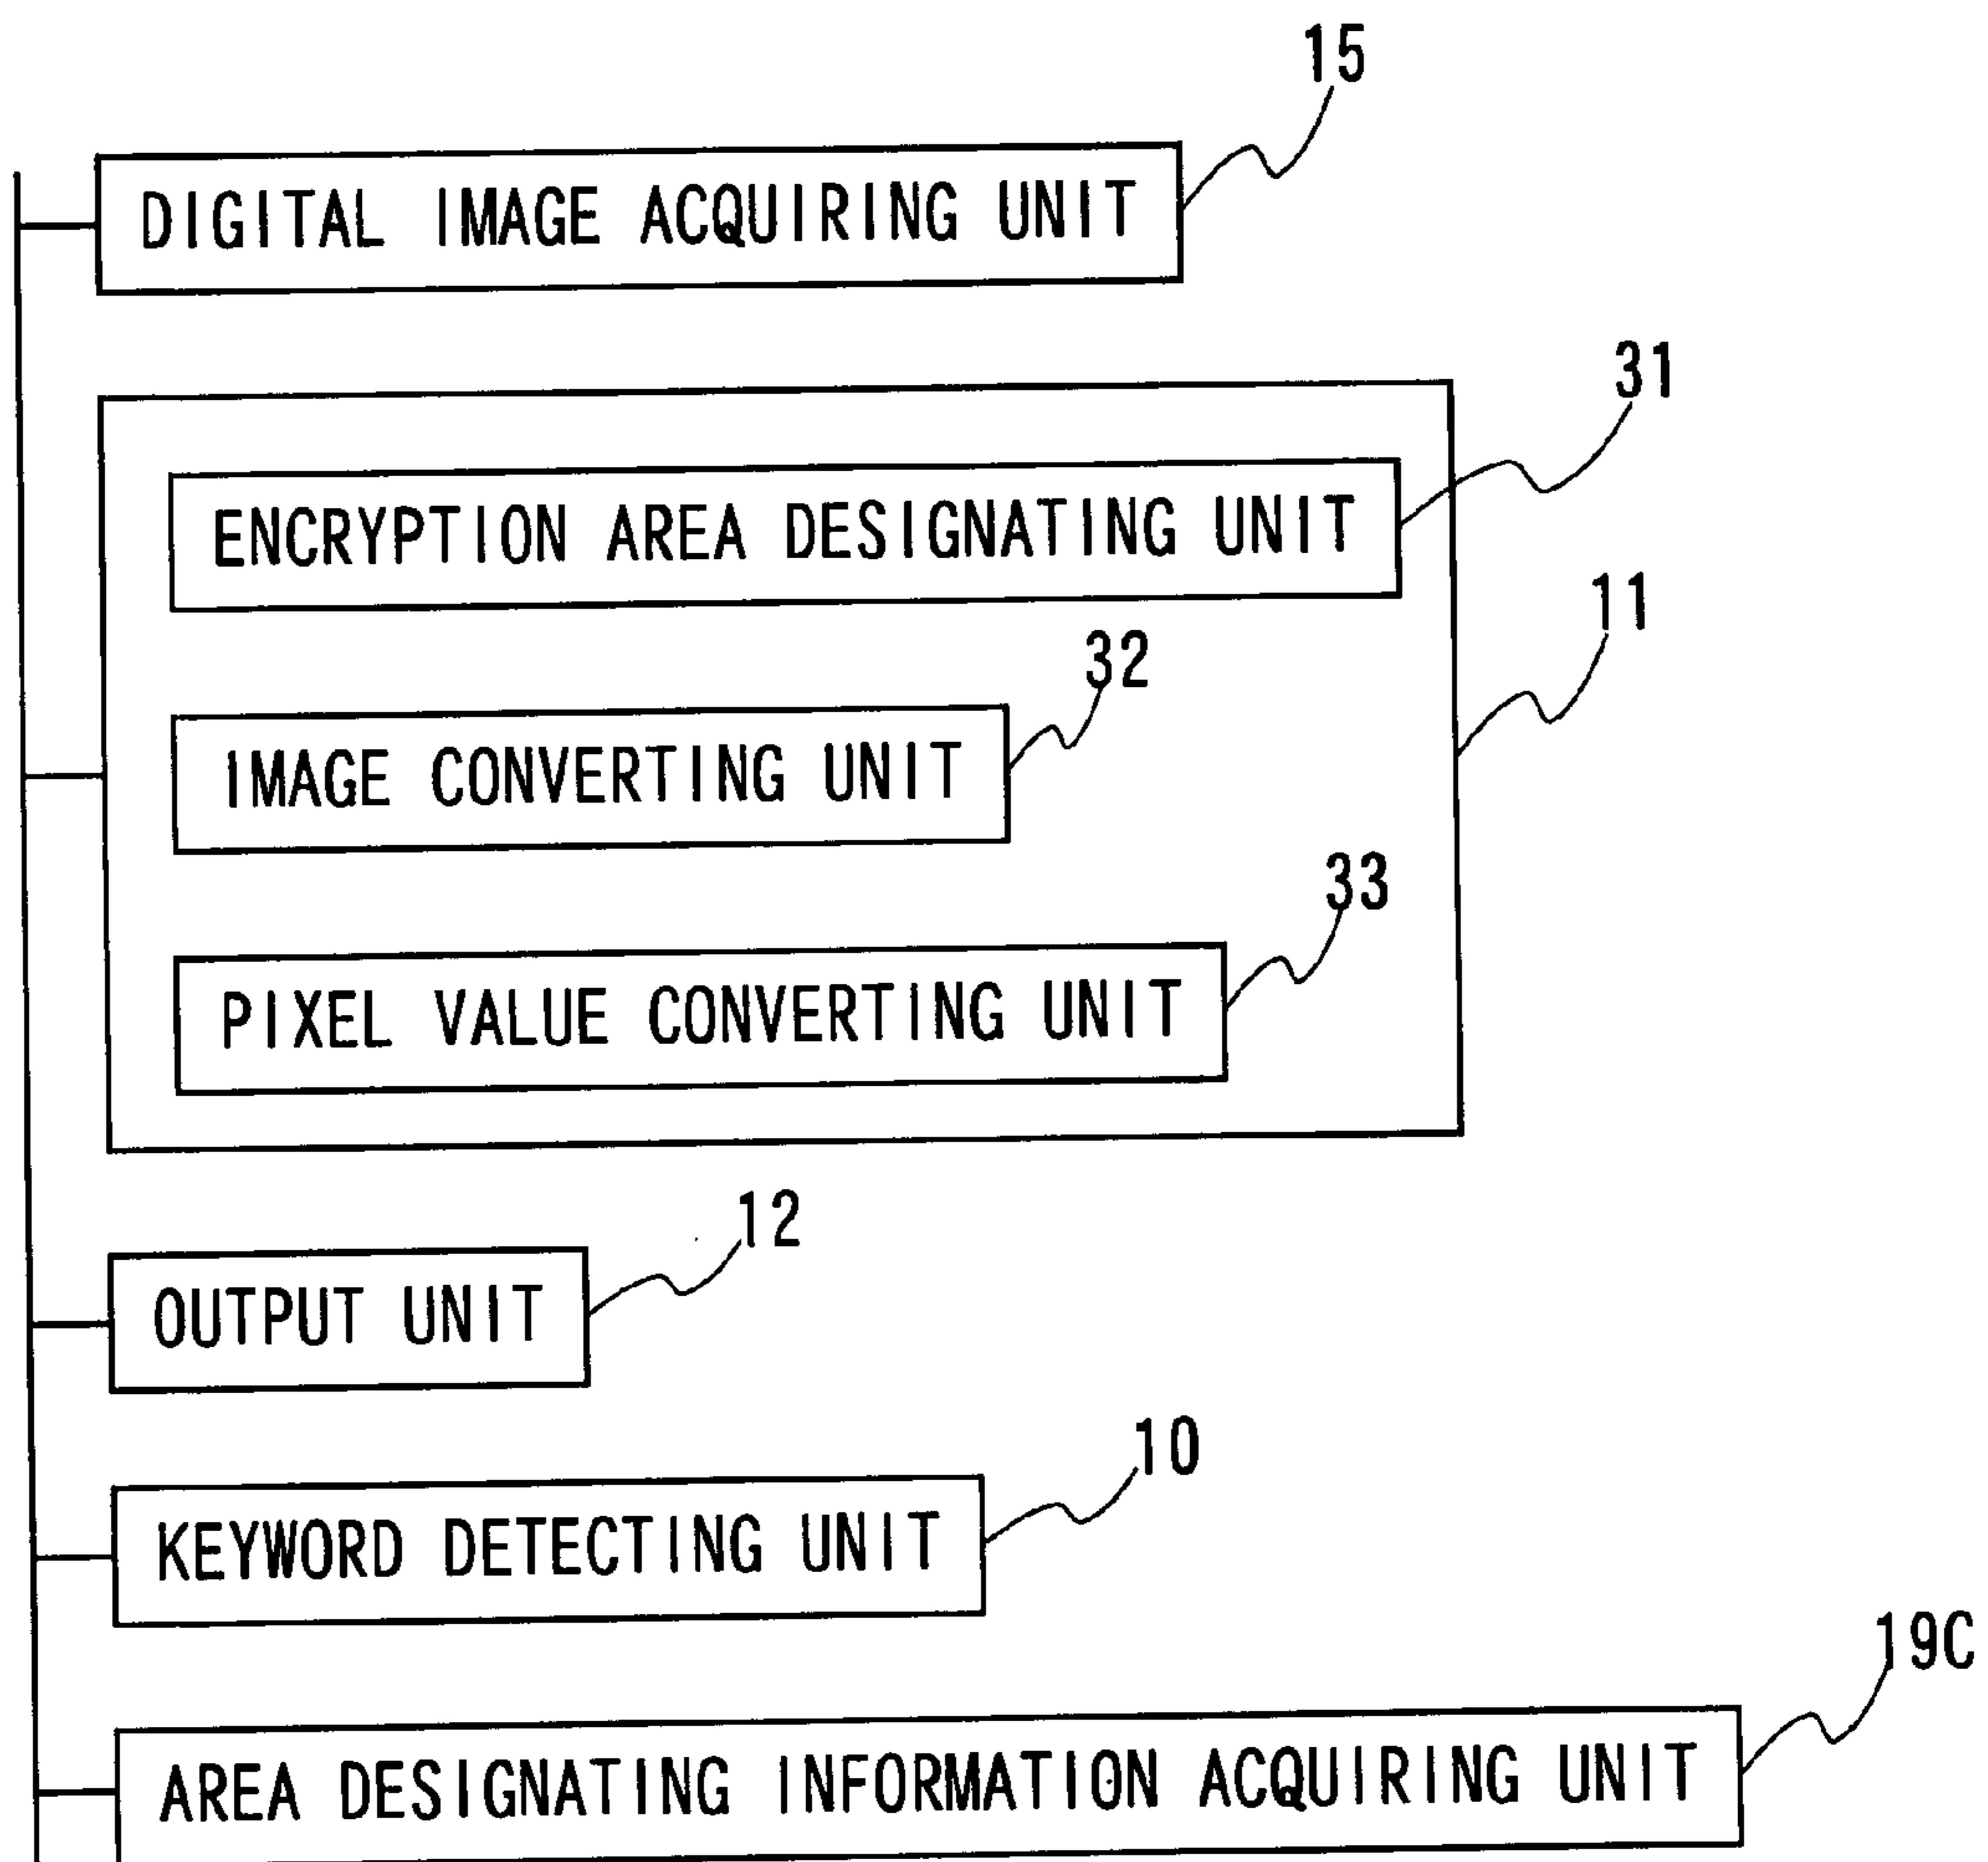 15
DIGITAL IMAGE ACQUIRING UNIT
31
ENCRYPTION AREA DESIGNATING UNIT
11
32
IMAGE CONVERTING UNIT
33
PIXEL VALUE CONVERTING UNIT
12
OUTPUT UNIT
10
KEYWORD DETECTING UNIT
19C
AREA DESIGNATING INFORMATION ACQUIRING UNIT